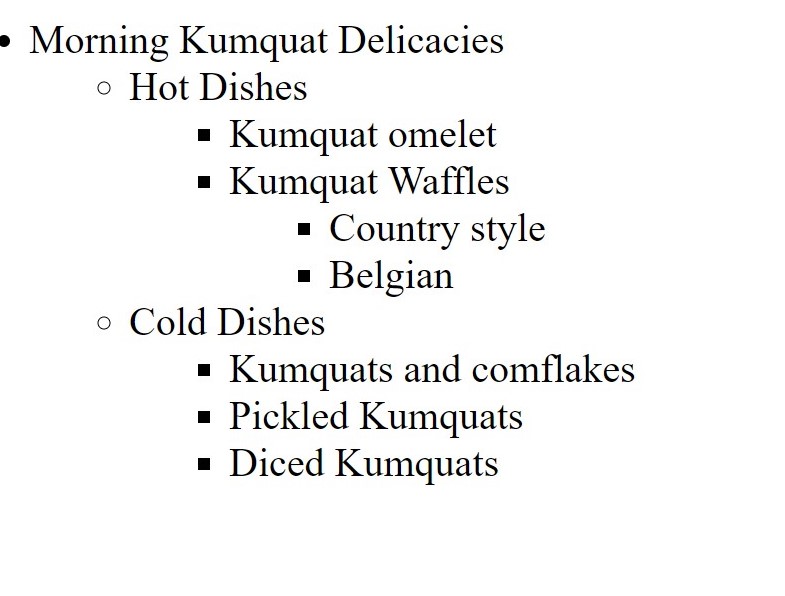 Morning Kumquat Delicacies
Hot Dishes
Kumquat omelet
Kumquat Waffles
Country style
Belgian
Cold Dishes
Kumquats and comflakes
Pickled Kumquats
Diced Kumquats